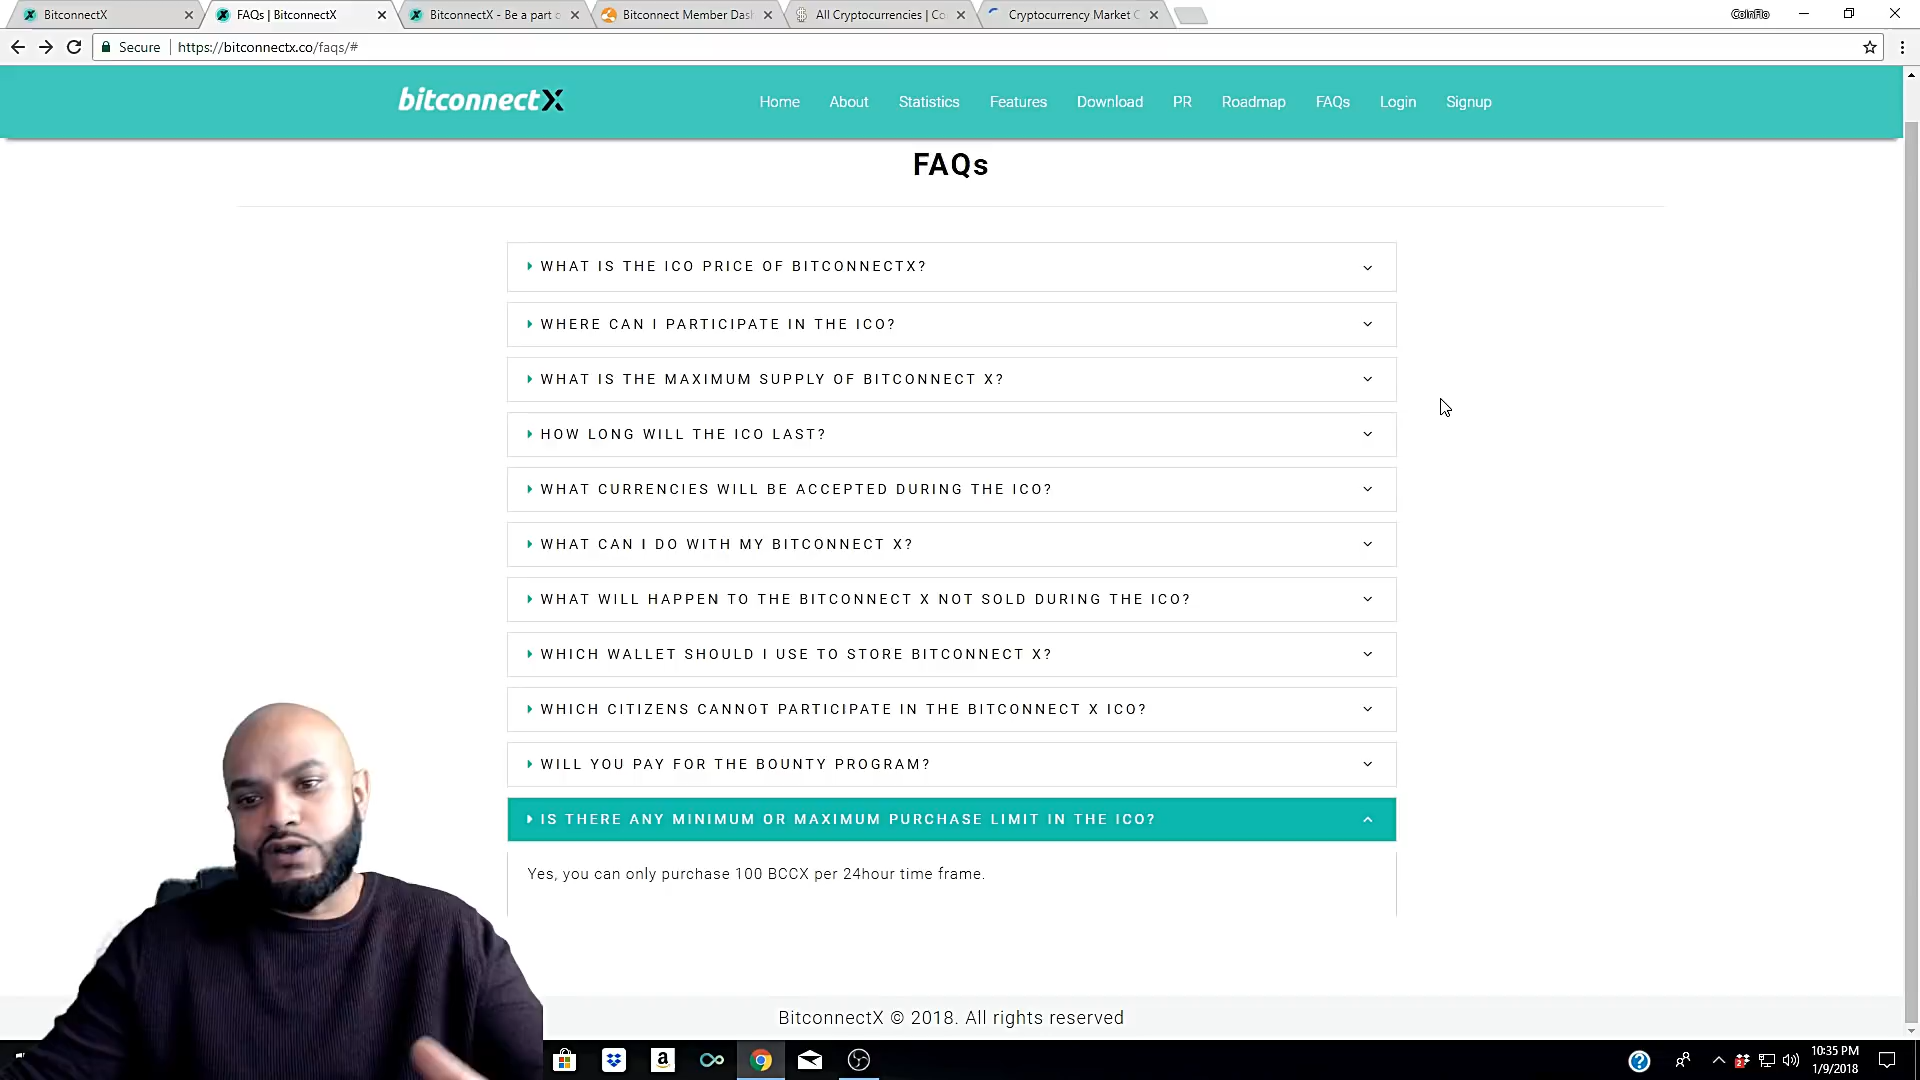 BitconnectX
FAQs | BitconnectX
BitconnectX - Be a part o
Bitconnect Member Das
All Cryptocurrencies | Co
Cryptocurrency Market C
CoinFlo
Secure
https://bitconnectx.co/faqs/#
bitconnectX
Home
About
Statistics
Features
Download
PR
Roadmap
FAQs
Login
Signup
FAQs
WHAT IS THE ICO PRICE OF BITCONNECTX?
WHERE CAN I PARTICIPATE IN THE ICO?
WHAT IS THE MAXIMUM SUPPLY OF BITCONNECT X?
HOW LONG WILL THE ICO LAST?
WHAT CURRENCIES WILL BE ACCEPTED DURING THE ICO?
WHAT CAN I DO WITH MY BITCONNECT X?
WHAT WILL HAPPEN TO THE BITCONNECT X NOT SOLD DURING THE ICO?
WHICH WALLET SHOULD I USE TO STORE BITCONNECT X?
WHICH CITIZENS CANNOT PARTICIPATE IN THE BITCONNECT X ICO?
WILL YOU PAY FOR THE BOUNTY PROGRAM?
IS THERE ANY MINIMUM OR MAXIMUM PURCHASE LIMIT IN THE ICO?
Yes, you can only purchase 100 BCCX per 24hour time frame.
BitconnectX © 2018. All rights reserved
10:35 PM
1/9/2018